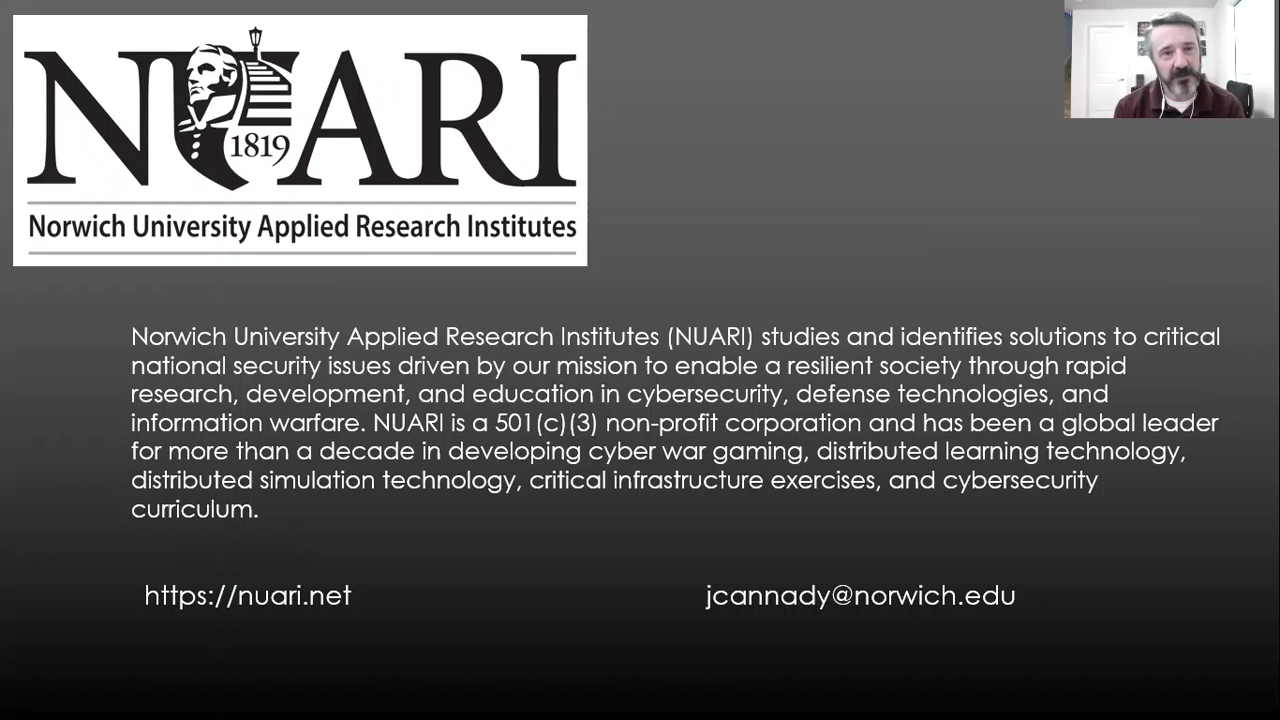 NUARI
1819
Norwich University Applied Research Institutes
Norwich University Applied Research Institutes (NUARI) studies and identifies solutions to critical
national security issues driven by our mission to enable a resilient society through rapid
research, development, and education in cybersecurity, defense technologies, and
information warfare. NUARI is a 501(c)(3) non-profit corporation and has been a global leader
for more than a decade in developing cyber war gaming, distributed learning technology,
distributed simulation technology, critical infrastructure exercises, and cybersecurity
curriculum.
https://nuari.net
jcannady@norwich.edu